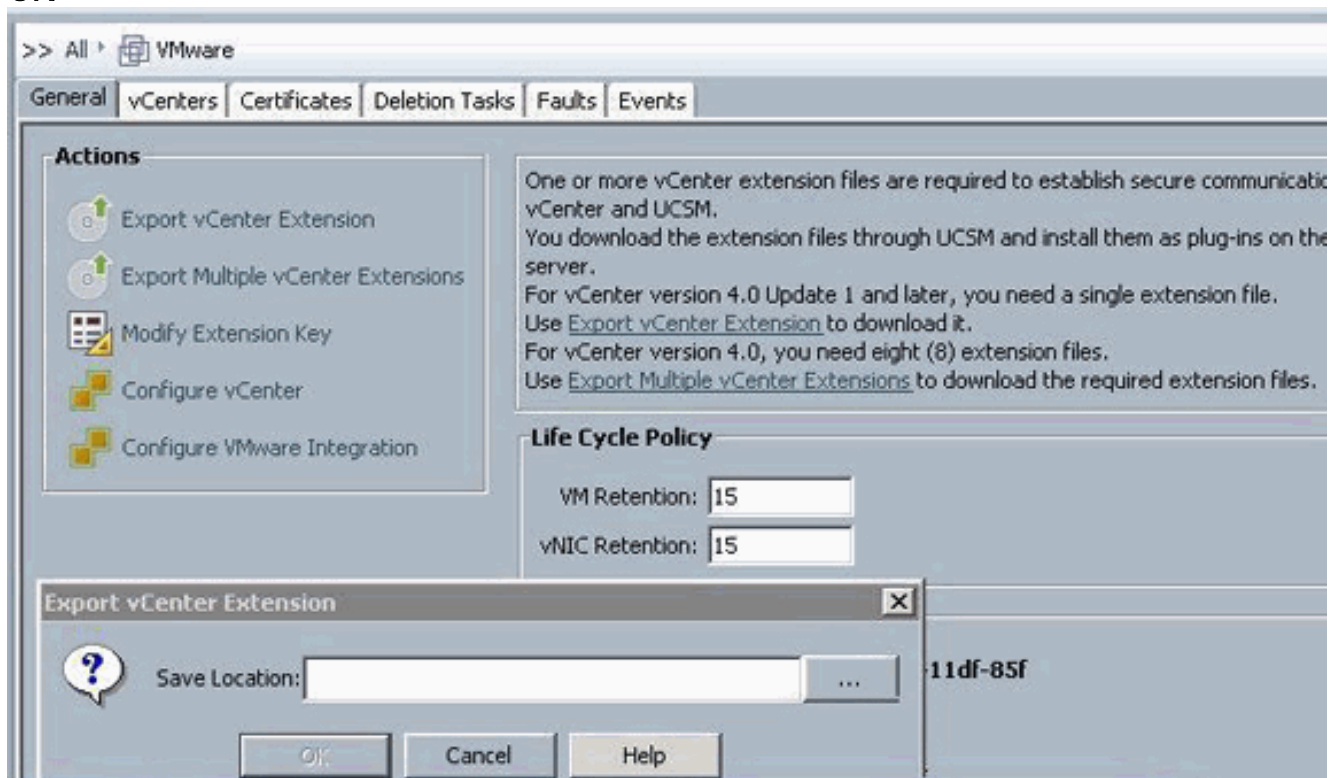 >> All VMware
General vCenters Certificates Deletion Tasks Faults Events
Actions
Export vCenter Extension
Export Multiple vCenter Extensions
Modify Extension Key
Configure vCenter
Configure VMware Integration
One or more vCenter extension files are required to establish secure communicatio
vCenter and UCSM.
You download the extension files through UCSM and install them as plug-ins on the
server.
For vCenter version 4.0 Update 1 and later, you need a single extension file.
Use Export vCenter Extension to download it.
For vCenter version 4.0, you need eight (8) extension files.
Use Export Multiple vCenter Extensions to download the required extension files.
Life Cycle Policy
VM Retention: 15
vNIC Retention: 15
Export vCenter Extension
Save Location: ...
11df-85f
OK Cancel Help